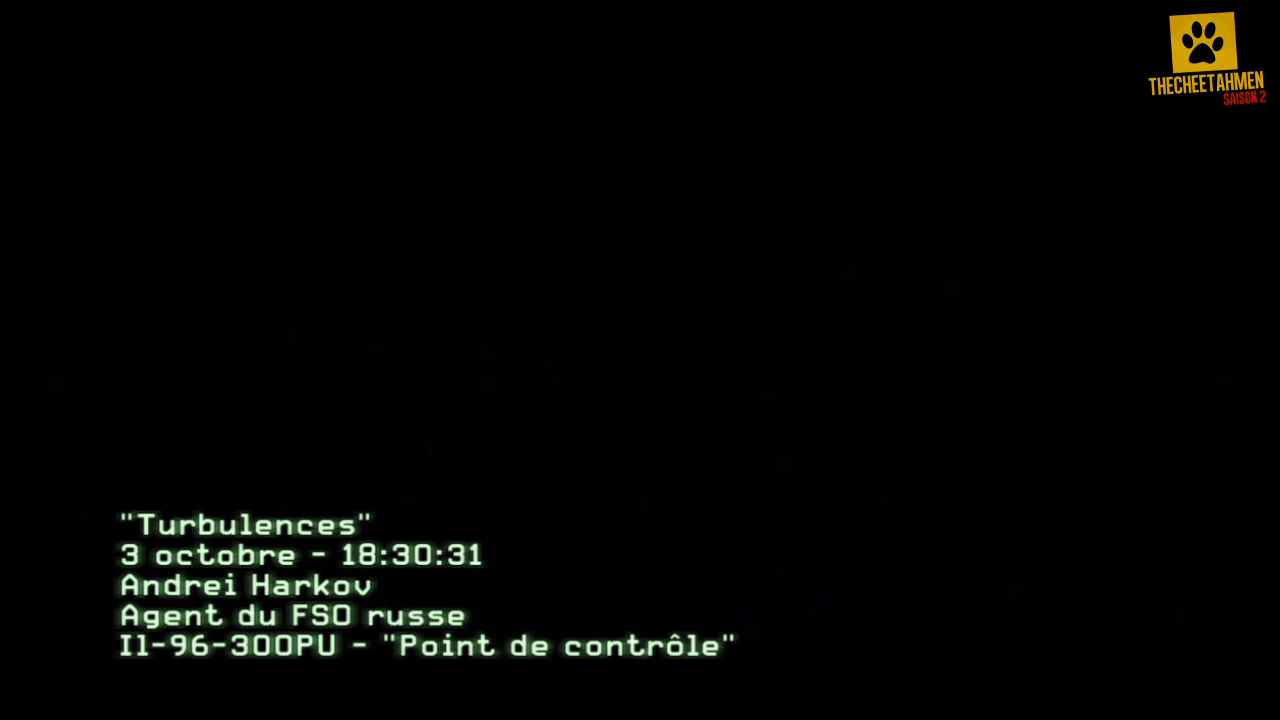 THECHEETAHMEN
SAISON 2
"Turbulences"
3 octobre - 18:30:31
Andrei Harkov
Agent du FSO russe
Il-96-300PU - "Point de contrôle"